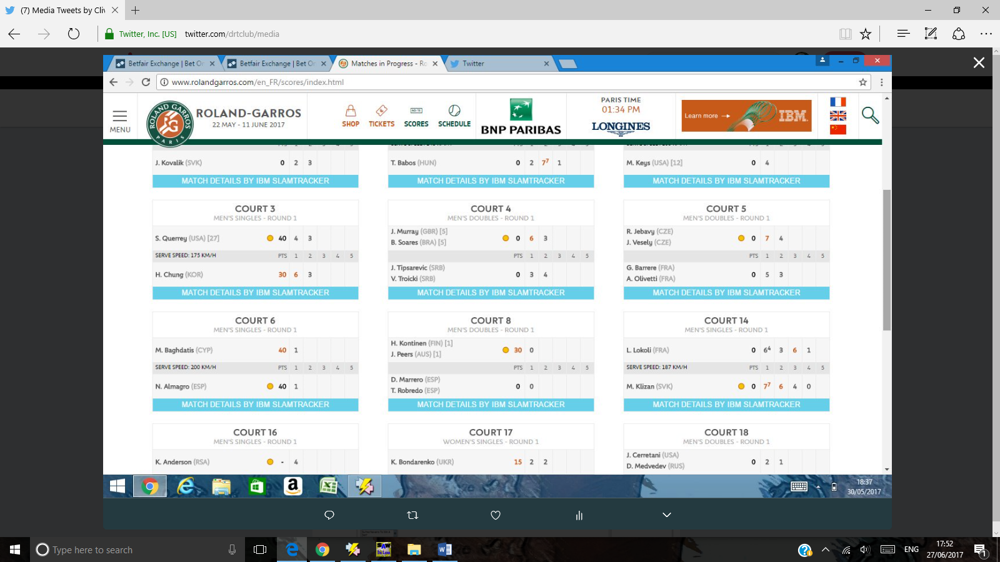 (7) Media Tweets by Cliv
Twitter, Inc. [US] twitter.com/drtclub/media
Betfair Exchange | Bet On Betfair Exchange | Bet On Matches in Progress - Ro Twitter
www.rolandgarros.com/en_FR/scores/index.html
MENU
ROLAND GARROS
RG
PARIS
ROLAND-GARROS
22 MAY - 11 JUNE 2017
SHOP TICKETS SCORES SCHEDULE
BNP PARIBAS
PARIS TIME
01:34 PM
LONGINES
Learn more → IBM.
J. Kovalik (SVK) 0 2 3
MATCH DETAILS BY IBM SLAMTRACKER
T. Babos (HUN) 0 2 7⁷ 1
MATCH DETAILS BY IBM SLAMTRACKER
M. Keys (USA) [12] 0 4
MATCH DETAILS BY IBM SLAMTRACKER
COURT 3
MEN'S SINGLES - ROUND 1
S. Querrey (USA) [27] 40 4 3
SERVE SPEED: 175 KM/H PTS 1 2 3 4 5
H. Chung (KOR) 30 6 3
MATCH DETAILS BY IBM SLAMTRACKER
COURT 4
MEN'S DOUBLES - ROUND 1
J. Murray (GBR) [5]
B. Soares (BRA) [5] 0 6 3
PTS 1 2 3 4 5
J. Tipsarevic (SRB)
V. Troicki (SRB) 0 3 4
MATCH DETAILS BY IBM SLAMTRACKER
COURT 5
MEN'S DOUBLES - ROUND 1
R. Jebavy (CZE)
J. Vesely (CZE) 0 7 4
PTS 1 2 3 4 5
G. Barrere (FRA)
A. Olivetti (FRA) 0 5 3
MATCH DETAILS BY IBM SLAMTRACKER
COURT 6
MEN'S SINGLES - ROUND 1
M. Baghdatis (CYP) 40 1
SERVE SPEED: 200 KM/H PTS 1 2 3 4 5
N. Almagro (ESP) 40 1
MATCH DETAILS BY IBM SLAMTRACKER
COURT 8
MEN'S DOUBLES - ROUND 1
H. Kontinen (FIN) [1]
J. Peers (AUS) [1] 30 0
PTS 1 2 3 4 5
D. Marrero (ESP)
T. Robredo (ESP) 0 0
MATCH DETAILS BY IBM SLAMTRACKER
COURT 14
MEN'S SINGLES - ROUND 1
L. Lokoli (FRA) 0 6⁴ 3 6 1
SERVE SPEED: 187 KM/H PTS 1 2 3 4 5
M. Klizan (SVK) 0 7⁷ 6 4 0
MATCH DETAILS BY IBM SLAMTRACKER
COURT 16
MEN'S SINGLES - ROUND 1
K. Anderson (RSA) - 4
COURT 17
WOMEN'S SINGLES - ROUND 1
K. Bondarenko (UKR) 15 2 2
COURT 18
MEN'S DOUBLES - ROUND 1
J. Cerretani (USA)
D. Medvedev (RUS) 0 2 1
18:37
30/05/2017
Type here to search
ENG
17:52
27/06/2017
1